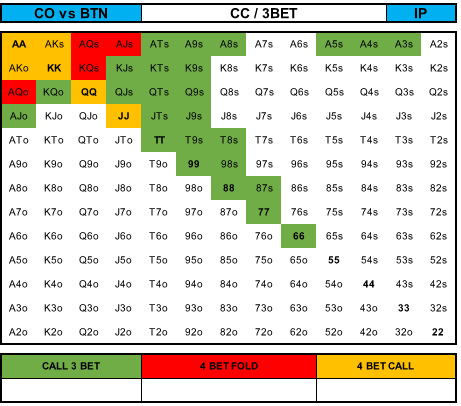 CO vs BTN CC / 3BET IP
AA AKs AQs AJs ATs A9s A8s A7s A6s A5s A4s A3s A2s
AKo KK KQs KJs KTs K9s K8s K7s K6s K5s K4s K3s K2s
AQo KQo QQ QJs QTs Q9s Q8s Q7s Q6s Q5s Q4s Q3s Q2s
AJo KJo QJo JJ JTs J9s J8s J7s J6s J5s J4s J3s J2s
ATo KTo QTo JTo TT T9s T8s T7s T6s T5s T4s T3s T2s
A9o K9o Q9o J9o T9o 99 98s 97s 96s 95s 94s 93s 92s
A8o K8o Q8o J8o T8o 98o 88 87s 86s 85s 84s 83s 82s
A7o K7o Q7o J7o T7o 97o 87o 77 76s 75s 74s 73s 72s
A6o K6o Q6o J6o T6o 96o 86o 76o 66 65s 64s 63s 62s
A5o K5o Q5o J5o T5o 95o 85o 75o 65o 55 54s 53s 52s
A4o K4o Q4o J4o T4o 94o 84o 74o 64o 54o 44 43s 42s
A3o K3o Q3o J3o T3o 93o 83o 73o 63o 53o 43o 33 32s
A2o K2o Q2o J2o T2o 92o 82o 72o 62o 52o 42o 32o 22
CALL 3 BET 4 BET FOLD 4 BET CALL